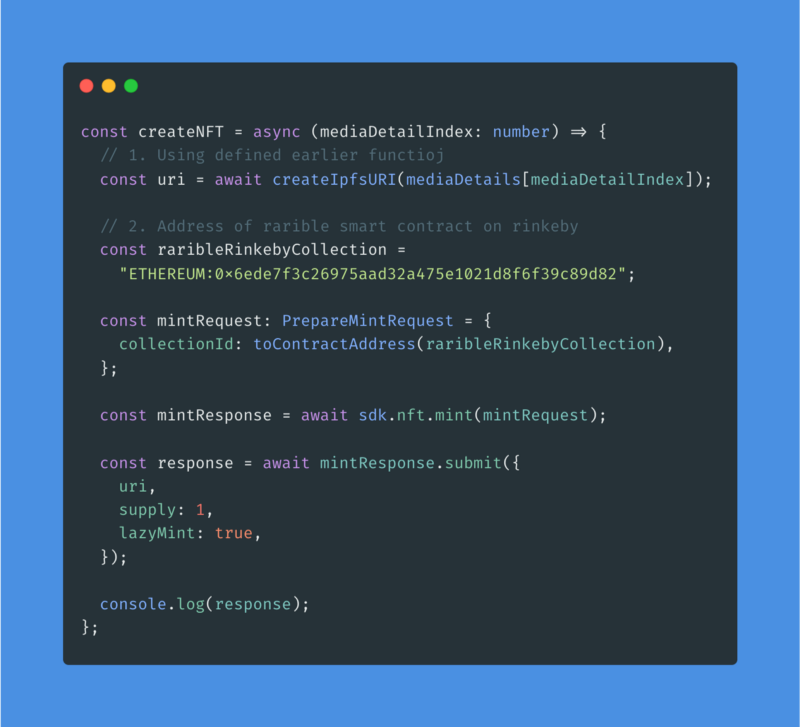 const createNFT = async (mediaDetailIndex: number) => {
// 1. Using defined earlier functioj
const uri = await createIpfsURI(mediaDetails[mediaDetailIndex]);
// 2. Address of rarible smart contract on rinkeby
const raribleRinkebyCollection =
"ETHEREUM:0×6ede7f3c26975aad32a475e1021d8f6f39c89d82";
const mintRequest: PrepareMintRequest = {
collectionId: toContractAddress(raribleRinkebyCollection),
};
const mintResponse = await sdk.nft.mint(mintRequest);
const response = await mintResponse.submit({
uri,
supply: 1,
lazyMint: true,
});
console.log(response);
};